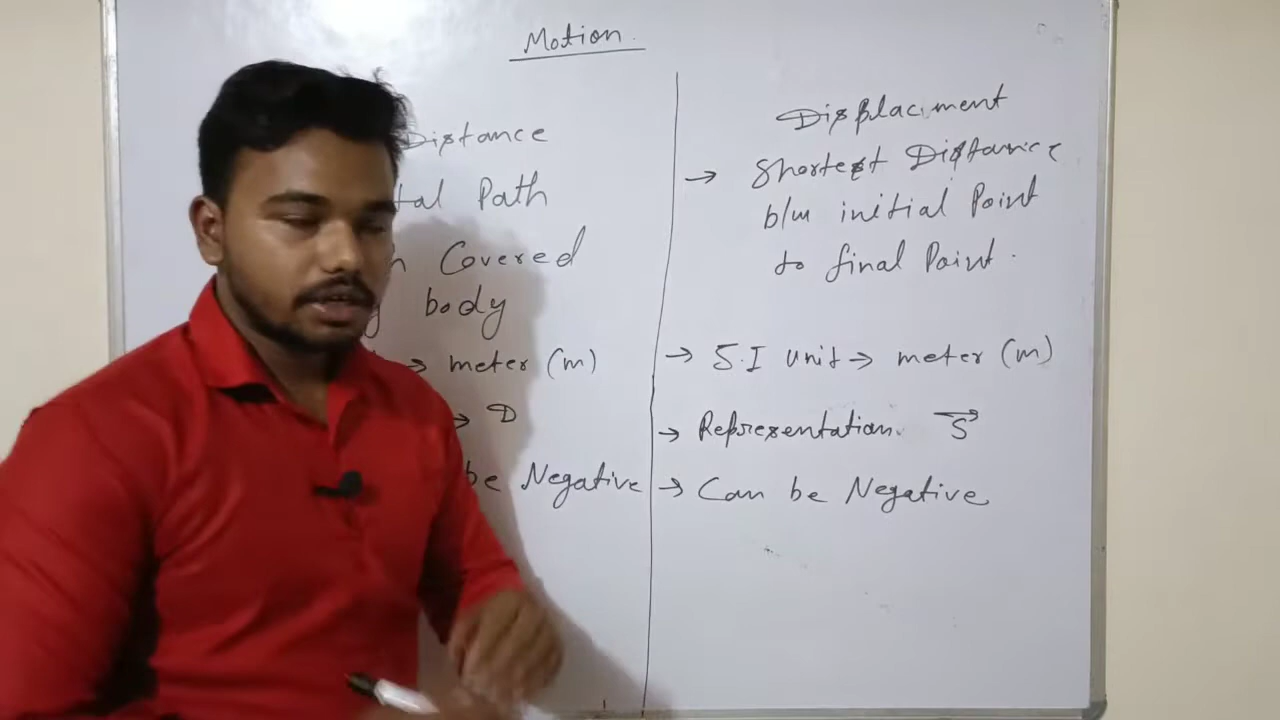 Motion.
Distance
Path
Covered
body
→ meter (m)
→ D
be Negative
Displacement
→ Shortest Distance
b/w initial Point
to final Point.
→ S.I unit → meter (m)
→ Representation. S
→ Can be Negative